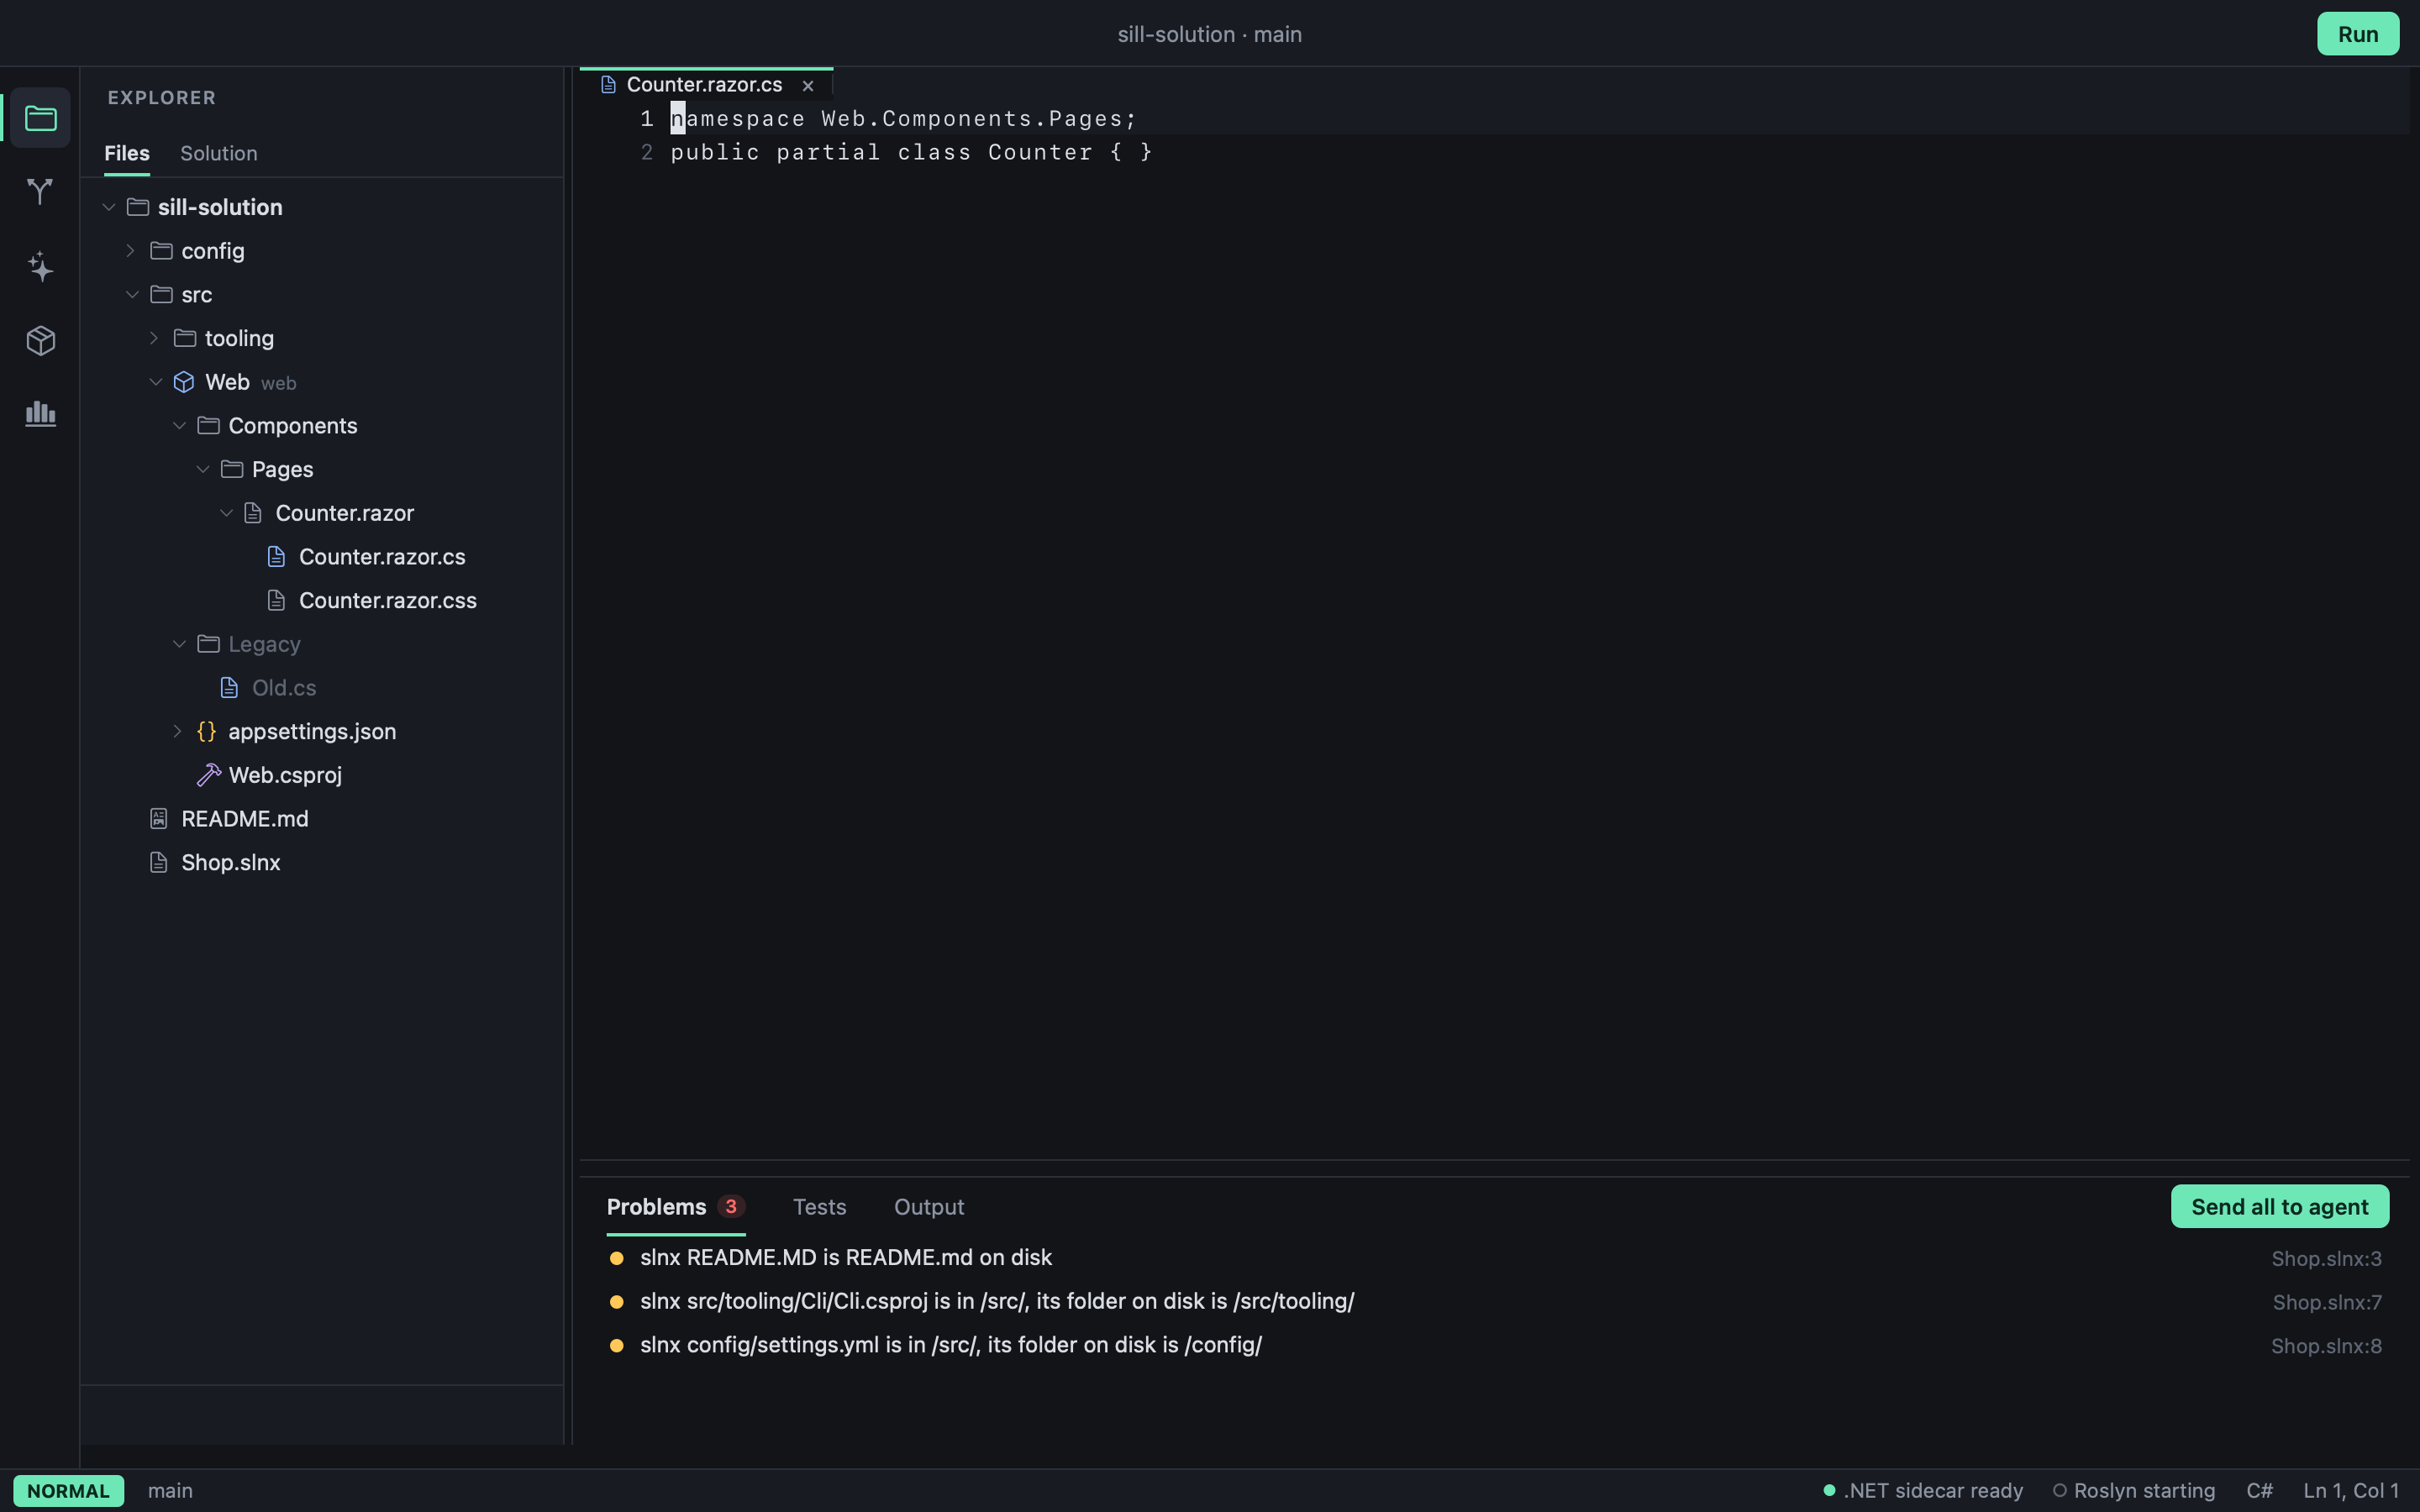 sill-solution · main
Run
EXPLORER
Files Solution
sill-solution
config
src
tooling
Web web
Components
Pages
Counter.razor
Counter.razor.cs
Counter.razor.css
Legacy
Old.cs
{} appsettings.json
Web.csproj
README.md
Shop.slnx
Counter.razor.cs ×
1 namespace Web.Components.Pages;
2 public partial class Counter { }
Problems 3 Tests Output Send all to agent
slnx README.MD is README.md on disk Shop.slnx:3
slnx src/tooling/Cli/Cli.csproj is in /src/, its folder on disk is /src/tooling/ Shop.slnx:7
slnx config/settings.yml is in /src/, its folder on disk is /config/ Shop.slnx:8
NORMAL main .NET sidecar ready Roslyn starting C# Ln 1, Col 1